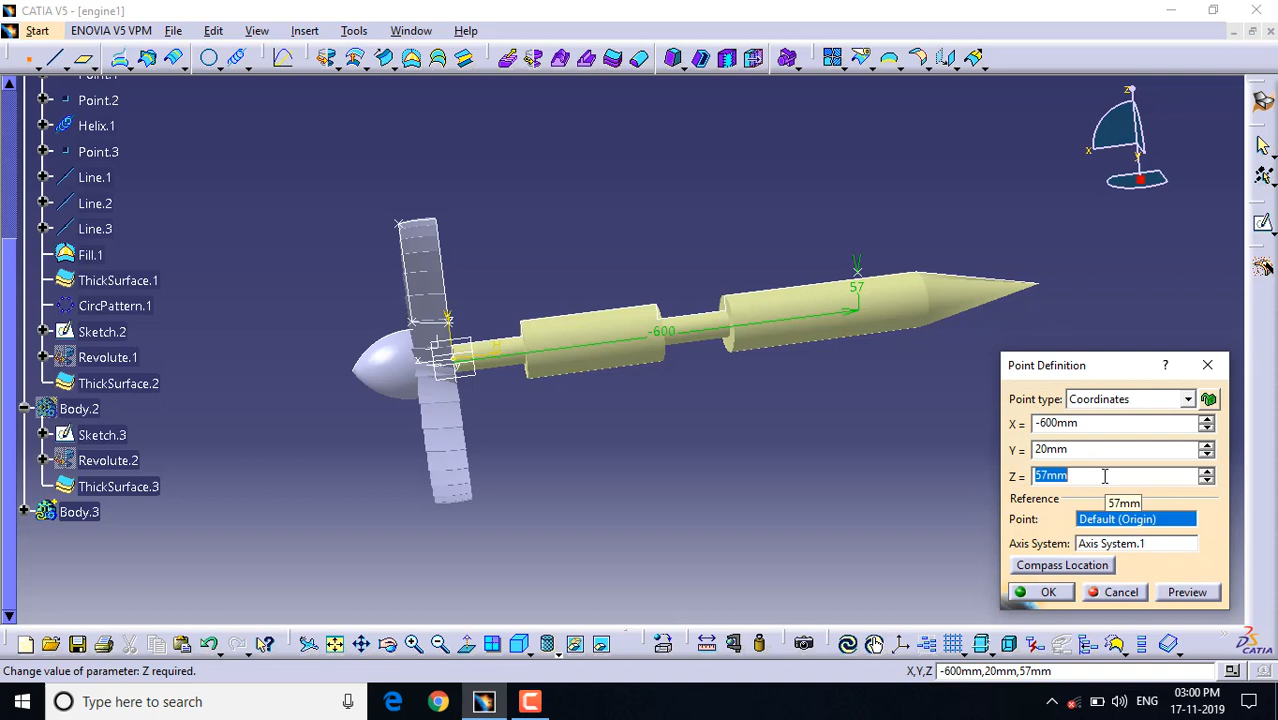 CATIA V5 - [engine1]
Start ENOVIA V5 VPM File Edit View Insert Tools Window Help
Point.2
Helix.1
Point.3
Line.1
Line.2
Line.3
Fill.1
ThickSurface.1
CircPattern.1
Sketch.2
Revolute.1
ThickSurface.2
Body.2
Sketch.3
Revolute.2
ThickSurface.3
Body.3
z
x
y
V
57
-600
H
Point Definition ?
Point type: Coordinates
X = -600mm
Y = 20mm
Z = 57mm
Reference
57mm
Point: Default (Origin)
Axis System: Axis System.1
Compass Location
OK Cancel Preview
CATIA
Change value of parameter: Z required.
X,Y,Z -600mm,20mm,57mm
Type here to search
ENG
03:00 PM
17-11-2019